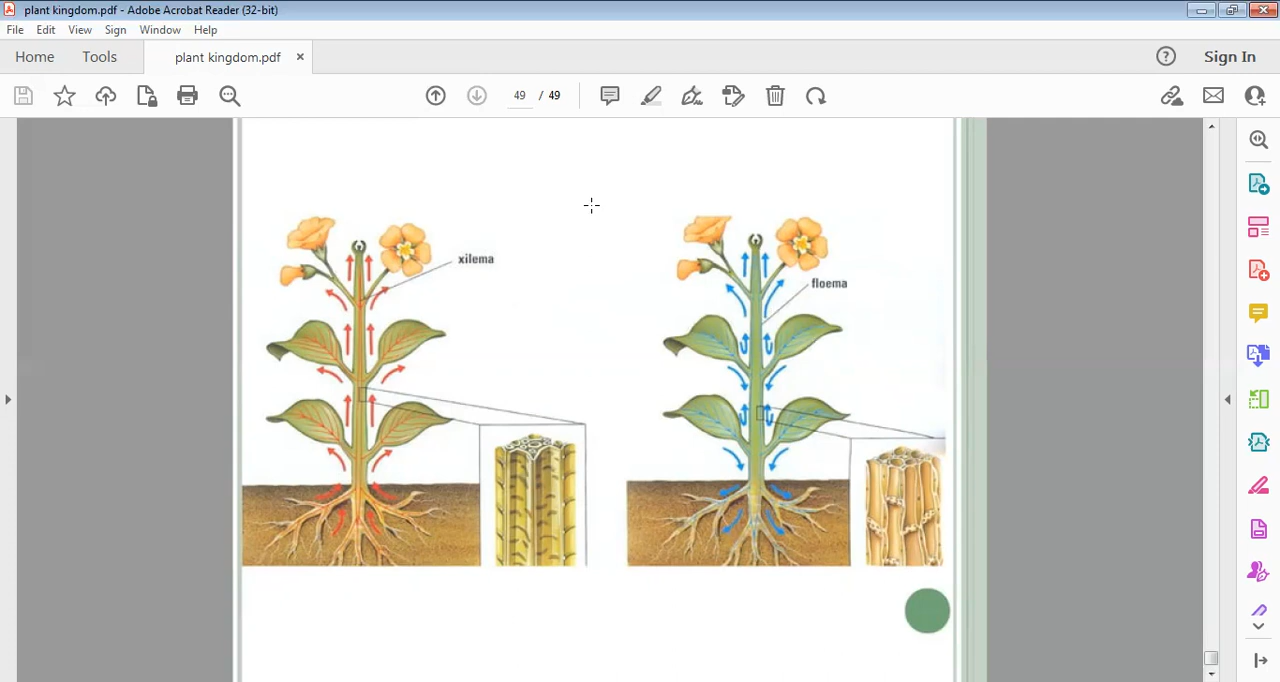 plant kingdom.pdf - Adobe Acrobat Reader (32-bit)
File Edit View Sign Window Help
Home Tools plant kingdom.pdf × Sign In
49 / 49
xilema
floema